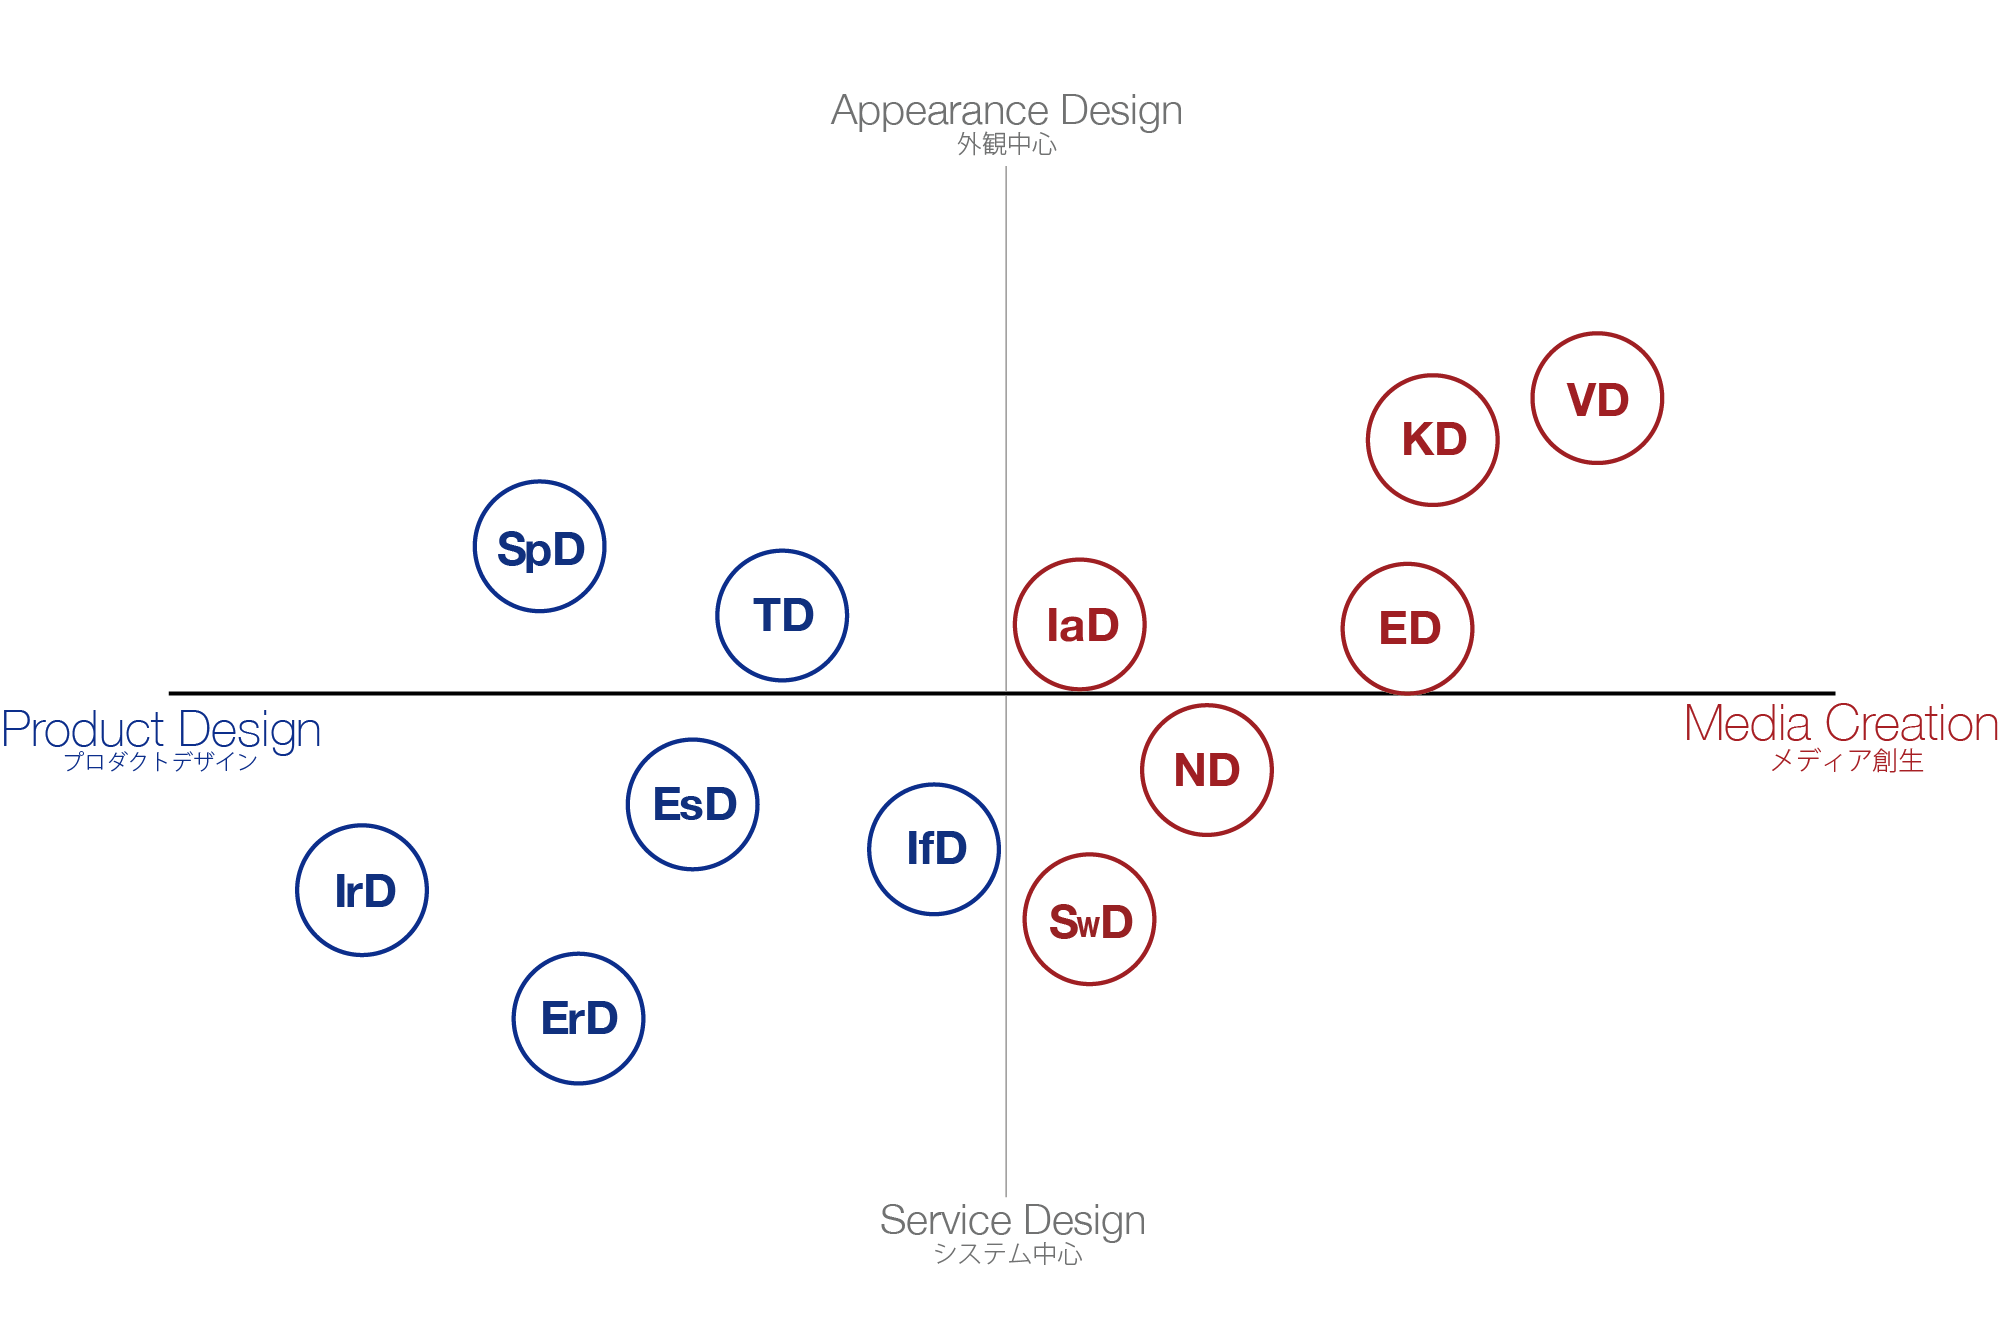 Appearance Design
外観中心
VD
KD
SpD
TD
IaD
ED
Product Design
プロダクトデザイン
Media Creation
メディア創生
ND
EsD
IfD
IrD
SwD
ErD
Service Design
システム中心